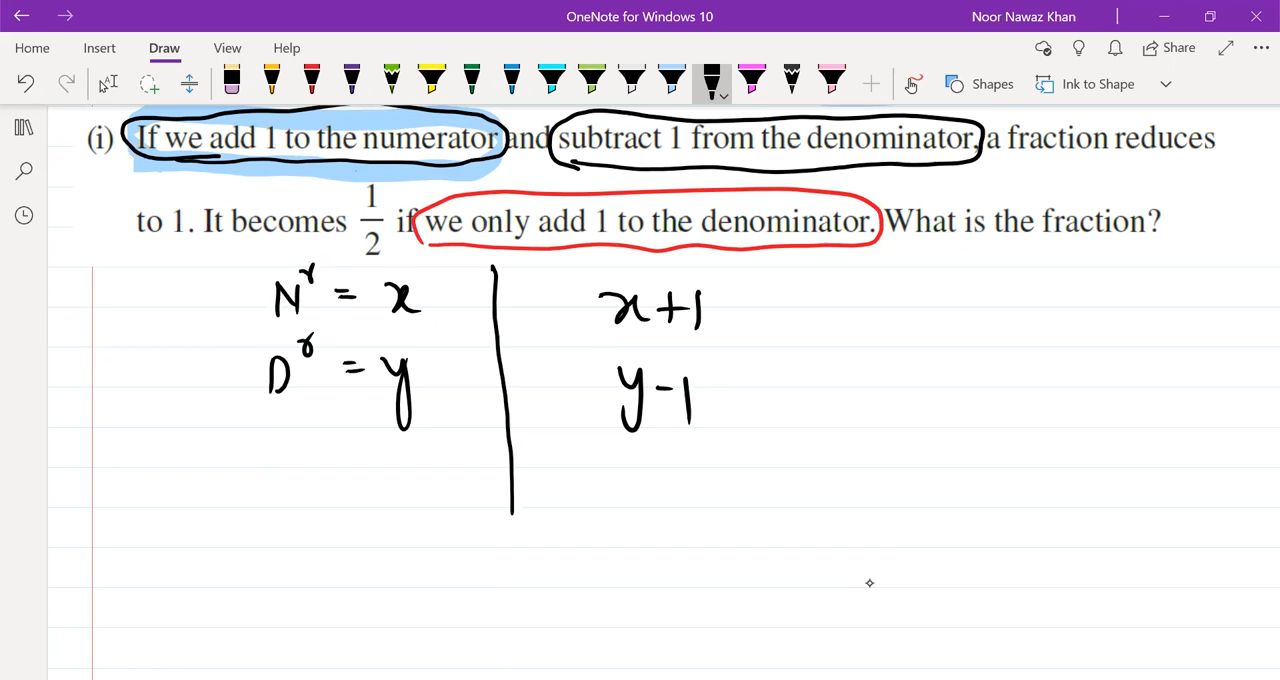 OneNote for Windows 10
Noor Nawaz Khan
Home Insert Draw View Help
Share
Shapes
Ink to Shape
(i) If we add 1 to the numerator and subtract 1 from the denominator, a fraction reduces
to 1. It becomes 1/2 if we only add 1 to the denominator. What is the fraction?
Nʳ = x
x+1
Dʳ = y
y-1